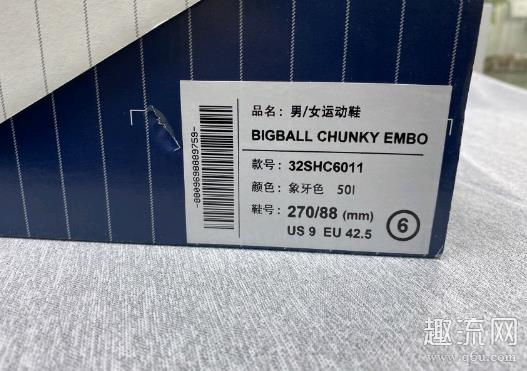 品名：男/女运动鞋
BIGBALL CHUNKY EMBO
款号：32SHC6011
颜色：象牙色 50I
鞋号：270/88 (mm)
US 9 EU 42.5
6
-8809690889759-
趣流网
www.q6u.com